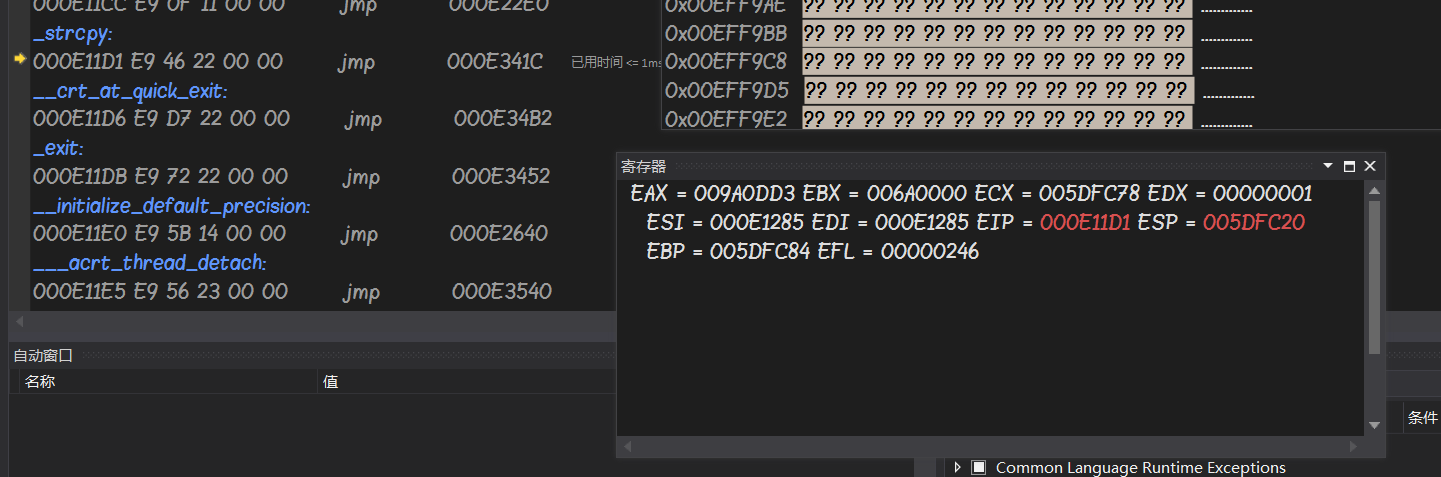 000E11CC E9 0F 11 00 00 jmp 000E22E0
_strcpy:
000E11D1 E9 46 22 00 00 jmp 000E341C 已用时间 <= 1ms
__crt_at_quick_exit:
000E11D6 E9 D7 22 00 00 jmp 000E34B2
_exit:
000E11DB E9 72 22 00 00 jmp 000E3452
__initialize_default_precision:
000E11E0 E9 5B 14 00 00 jmp 000E2640
___acrt_thread_detach:
000E11E5 E9 56 23 00 00 jmp 000E3540
0x00EFF9AE ?? ?? ?? ?? ?? ?? ?? ?? ?? ?? ?? ?? ?? .............
0x00EFF9BB ?? ?? ?? ?? ?? ?? ?? ?? ?? ?? ?? ?? ?? .............
0x00EFF9C8 ?? ?? ?? ?? ?? ?? ?? ?? ?? ?? ?? ?? ?? .............
0x00EFF9D5 ?? ?? ?? ?? ?? ?? ?? ?? ?? ?? ?? ?? ?? .............
0x00EFF9E2 ?? ?? ?? ?? ?? ?? ?? ?? ?? ?? ?? ?? ?? .............
寄存器
EAX = 009A0DD3 EBX = 006A0000 ECX = 005DFC78 EDX = 00000001
ESI = 000E1285 EDI = 000E1285 EIP = 000E11D1 ESP = 005DFC20
EBP = 005DFC84 EFL = 00000246
自动窗口
名称 值
条件
Common Language Runtime Exceptions